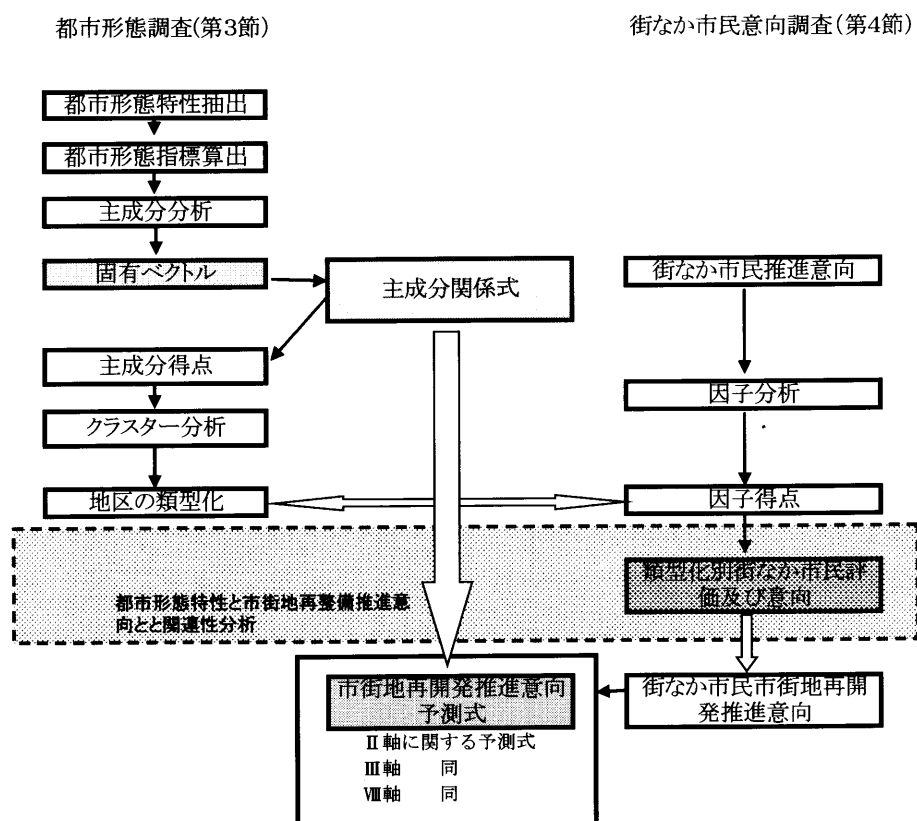 都市形態調査(第3節)
街なか市民意向調査(第4節)
都市形態特性抽出
都市形態指標算出
主成分分析
固有ベクトル
主成分関係式
街なか市民推進意向
主成分得点
因子分析
クラスター分析
地区の類型化
因子得点
類型化別街なか市民評
価及び意向
都市形態特性と市街地再整備推進意
向とと関連性分析
市街地再開発推進意向
予測式
街なか市民市街地再開
発推進意向
Ⅱ軸に関する予測式
Ⅲ軸 同
Ⅷ軸 同